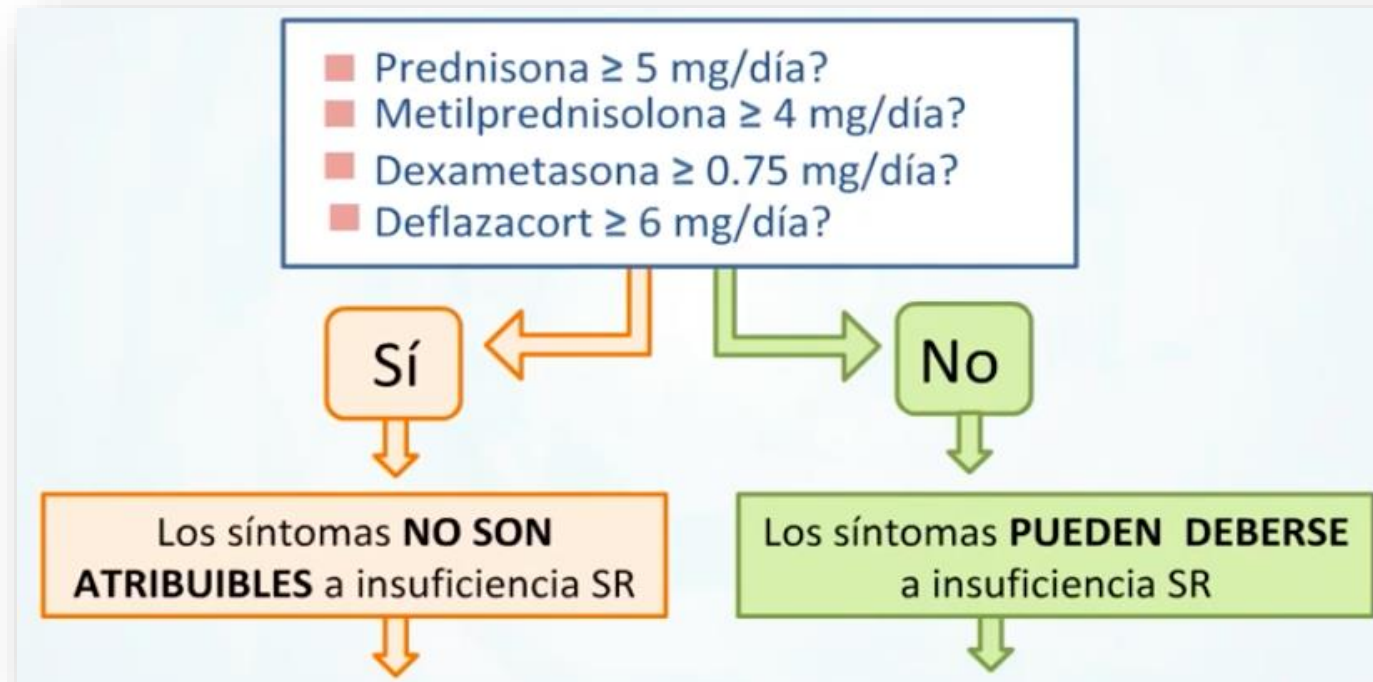 Prednisona ≥ 5 mg/día?
Metilprednisolona ≥ 4 mg/día?
Dexametasona ≥ 0.75 mg/día?
Deflazacort ≥ 6 mg/día?
Sí
No
Los síntomas NO SON
ATRIBUIBLES a insuficiencia SR
Los síntomas PUEDEN DEBERSE
a insuficiencia SR